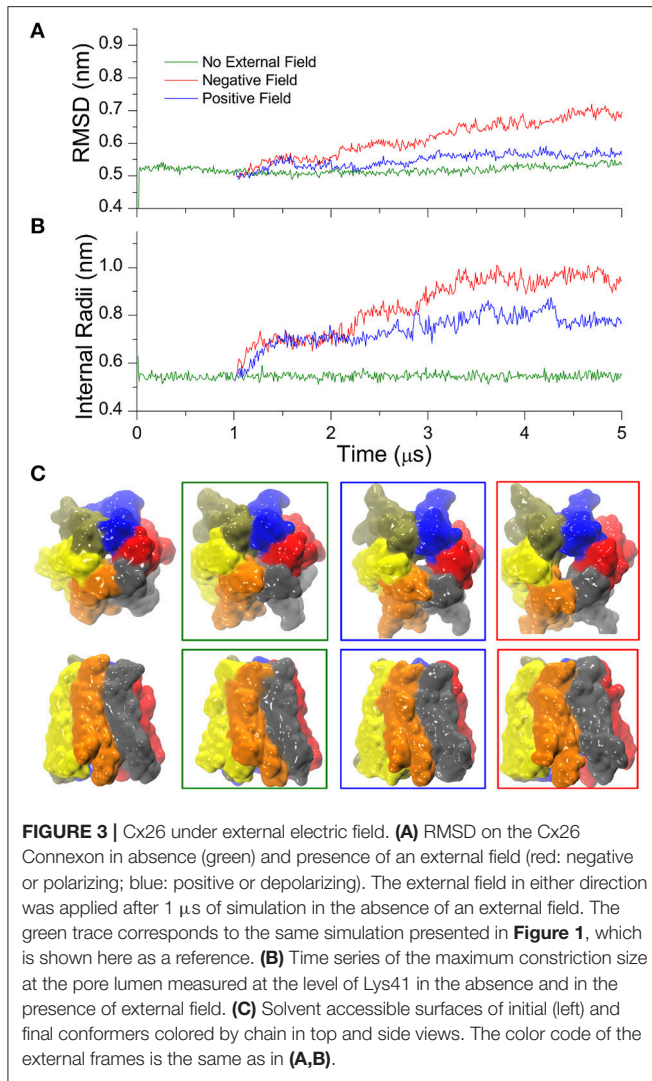 A
0.9
0.8
0.7
0.6
0.5
0.4
RMSD (nm)
No External Field
Negative Field
Positive Field
B
1.0
0.8
0.6
0.4
Internal Radii (nm)
0 1 2 3 4 5
Time (μs)
C
FIGURE 3 | Cx26 under external electric field. (A) RMSD on the Cx26
Connexon in absence (green) and presence of an external field (red: negative
or polarizing; blue: positive or depolarizing). The external field in either direction
was applied after 1 μs of simulation in the absence of an external field. The
green trace corresponds to the same simulation presented in Figure 1, which
is shown here as a reference. (B) Time series of the maximum constriction size
at the pore lumen measured at the level of Lys41 in the absence and in the
presence of external field. (C) Solvent accessible surfaces of initial (left) and
final conformers colored by chain in top and side views. The color code of the
external frames is the same as in (A,B).